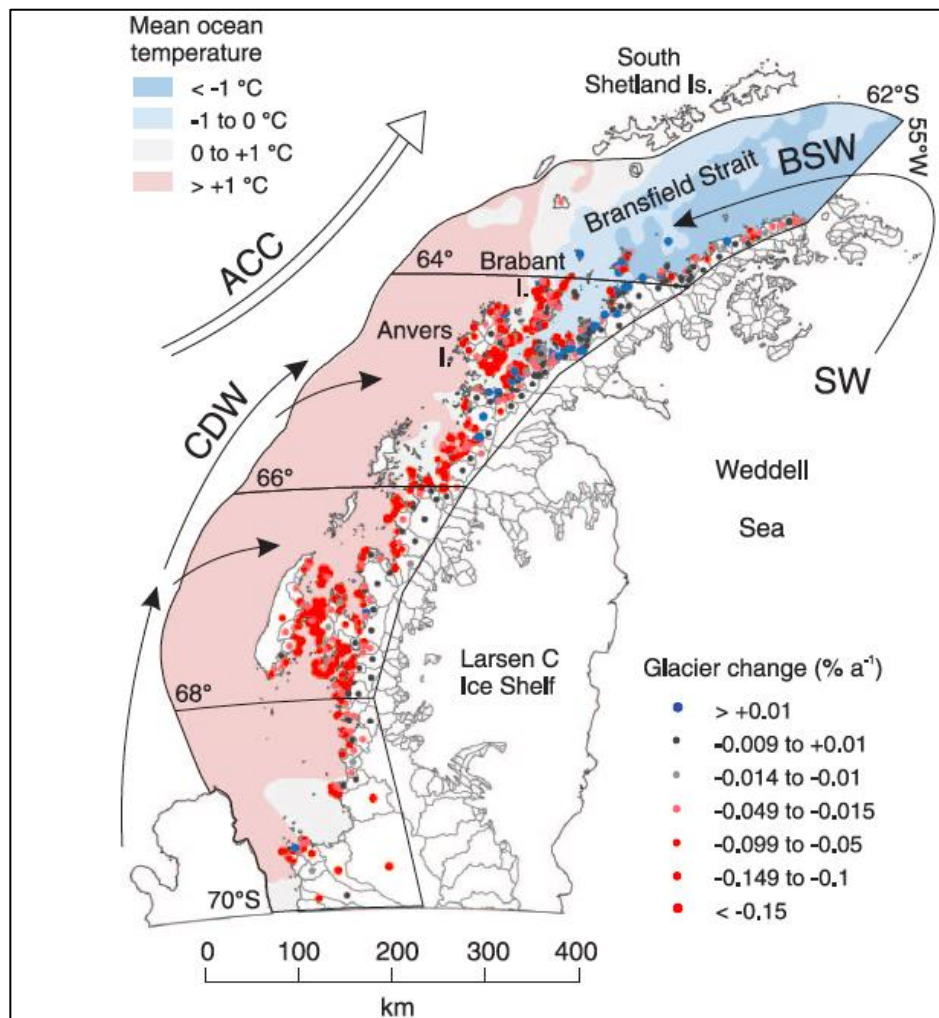 Mean ocean
temperature
< -1 °C
-1 to 0 °C
0 to +1 °C
> +1 °C
South
Shetland Is.
62°S
55°W
BSW
Bransfield Strait
ACC
64°
Brabant
I.
Anvers
I.
SW
CDW
66°
Weddell
Sea
68°
Larsen C
Ice Shelf
Glacier change (% a⁻¹)
> +0.01
-0.009 to +0.01
-0.014 to -0.01
-0.049 to -0.015
-0.099 to -0.05
-0.149 to -0.1
< -0.15
70°S
0 100 200 300 400
km